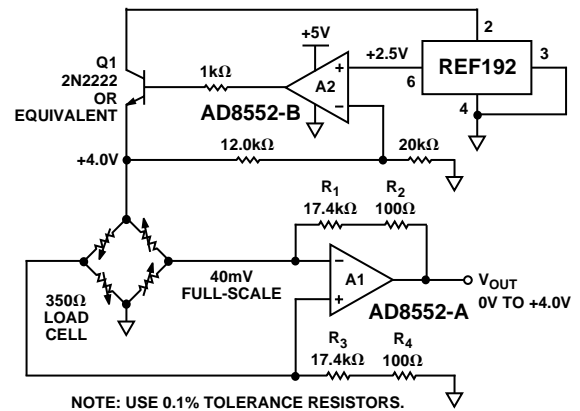 +5V
2
Q1
2N2222
OR
EQUIVALENT
1kΩ
+
A2
−
+2.5V
6
REF192
3
4
AD8552-B
+4.0V
12.0kΩ
20kΩ
R1
17.4kΩ
R2
100Ω
40mV
FULL-SCALE
−
A1
+
VOUT
0V TO +4.0V
AD8552-A
350Ω
LOAD
CELL
R3
17.4kΩ
R4
100Ω
NOTE: USE 0.1% TOLERANCE RESISTORS.